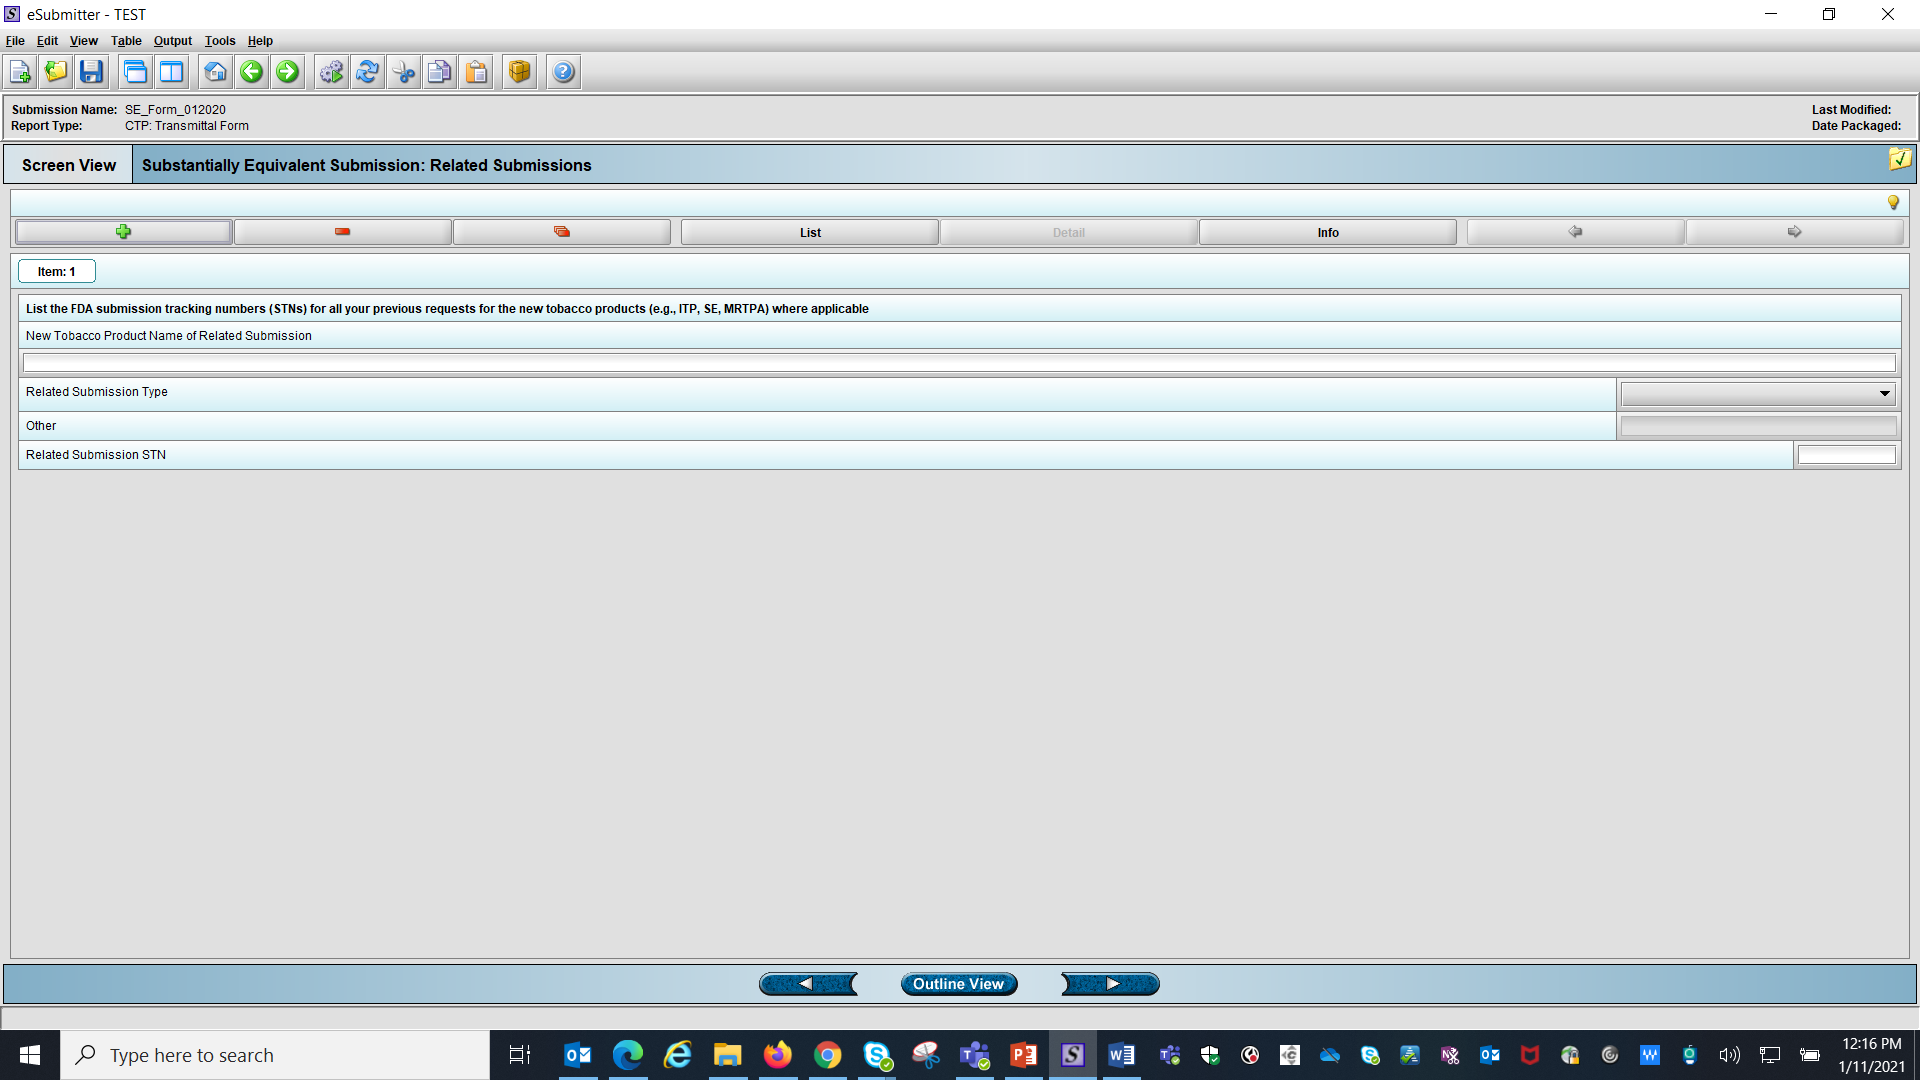 eSubmitter - TEST
File Edit View Table Output Tools Help
Submission Name: SE_Form_012020
Last Modified:
Report Type: CTP: Transmittal Form
Date Packaged:
Screen View
Substantially Equivalent Submission: Related Submissions
List Detail Info
Item: 1
List the FDA submission tracking numbers (STNs) for all your previous requests for the new tobacco products (e.g., ITP, SE, MRTPA) where applicable
New Tobacco Product Name of Related Submission
Related Submission Type
Other
Related Submission STN
Outline View
Type here to search
12:16 PM
1/11/2021